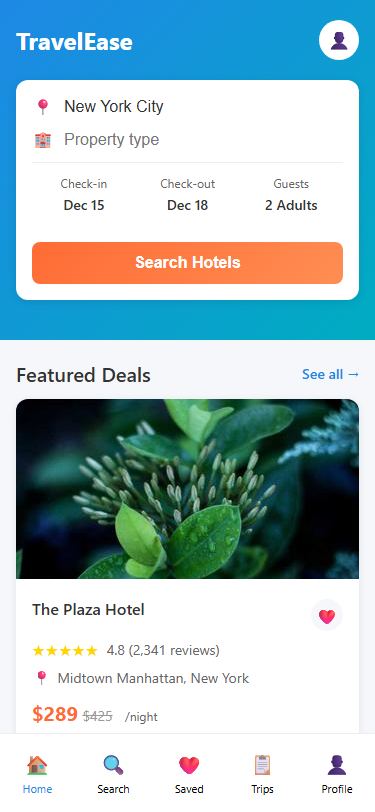 TravelEase
New York City
Property type
Check-in Check-out Guests
Dec 15 Dec 18 2 Adults
Search Hotels
Featured Deals See all →
The Plaza Hotel
★★★★★ 4.8 (2,341 reviews)
Midtown Manhattan, New York
$289 $425 /night
Home Search Saved Trips Profile